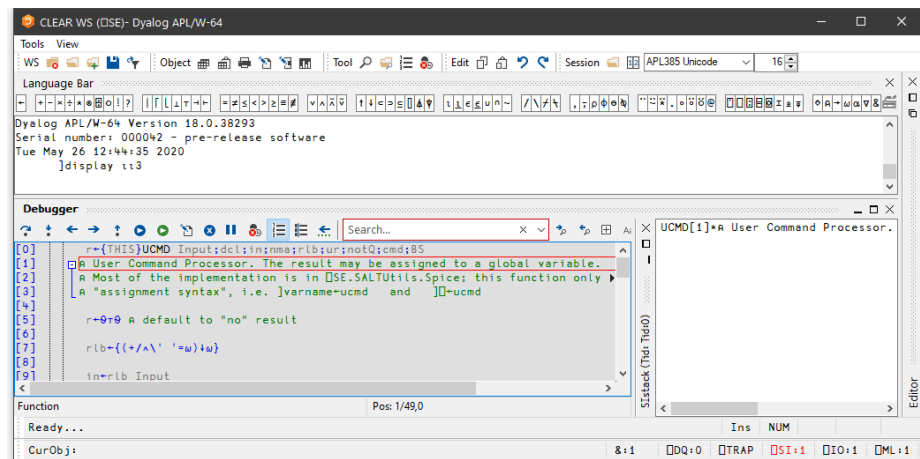 CLEAR WS (⎕SE)- Dyalog APL/W-64
Tools View
WS Object Tool Edit Session APL385 Unicode 16
Language Bar
← + - × ÷ * ⍟ ⌹ ○ ! ? | ⌈ ⌊ ⊥ ⊤ ⊣ ⊢ = ≠ ≤ < > ≥ ≡ ≢ ∨ ∧ ⍲ ⍱ ↑ ↓ ⊂ ⊃ ⊆ ⌷ ⍋ ⍒ ⍳ ⍸ ∊ ⍷ ∪ ∩ ~ / \ ⌿ ⍀ , ⍪ ⍴ ⌽ ⊖ ⍉ ¨ ⍨ ⍣ . ∘ ⍤ ⍥ @
Dyalog APL/W-64 Version 18.0.38293
Serial number: 000042 - pre-release software
Tue May 26 12:44:35 2020
]display ⍳⍳3
Debugger
Search...
UCMD[1]*⍝ User Command Processor.
[0] r←{THIS}UCMD Input;dcl;in;nma;rlb;ur;notQ;cmd;BS
[1] ⍝ User Command Processor. The result may be assigned to a global variable.
[2] ⍝ Most of the implementation is in ⎕SE.SALTUtils.Spice; this function only
[3] ⍝ "assignment syntax", i.e. ]varname←ucmd and ]⎕←ucmd
[4]
[5] r←⍬⊤⍬ ⍝ default to "no" result
[6]
[7] rlb←{(+/∧\' '=⍵)↓⍵}
[8]
[9] in←rlb Input
SIstack (Tid: Tid:0)
Editor
Function Pos: 1/49,0
Ready... Ins NUM
CurObj: &:1 ⎕DQ:0 ⎕TRAP ⎕SI:1 ⎕IO:1 ⎕ML:1